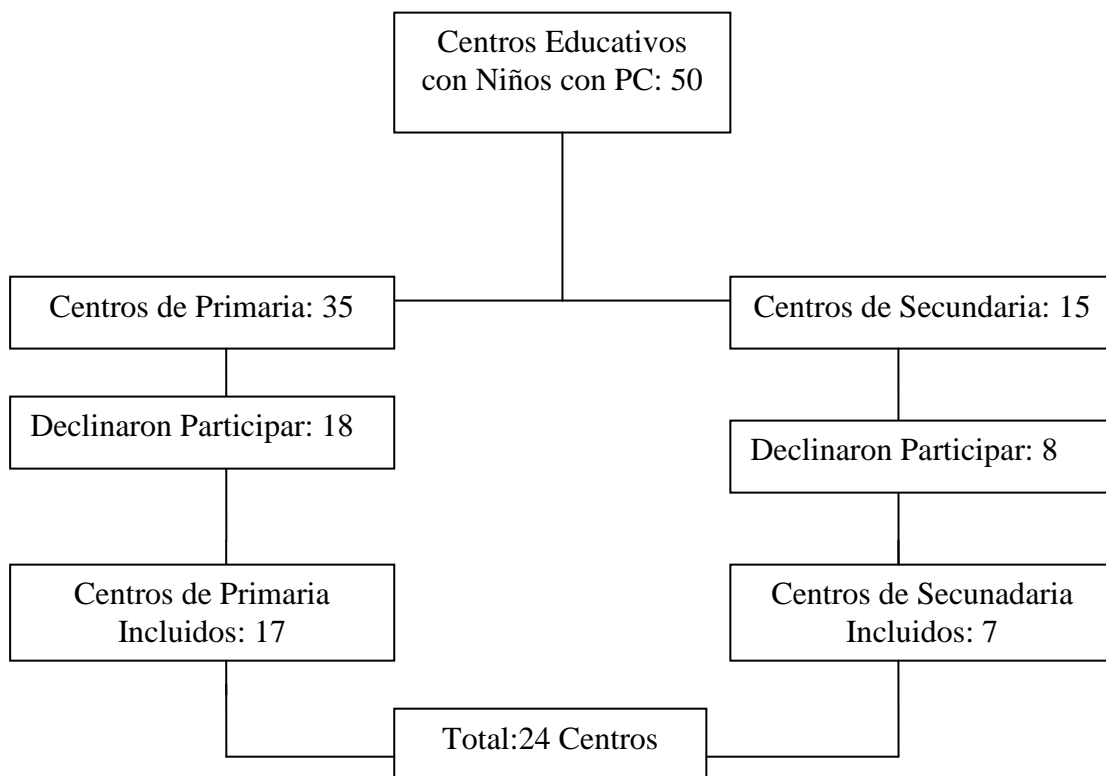 Centros Educativos
con Niños con PC: 50
Centros de Primaria: 35
Centros de Secundaria: 15
Declinaron Participar: 18
Declinaron Participar: 8
Centros de Primaria
Incluidos: 17
Centros de Secunadaria
Incluidos: 7
Total:24 Centros